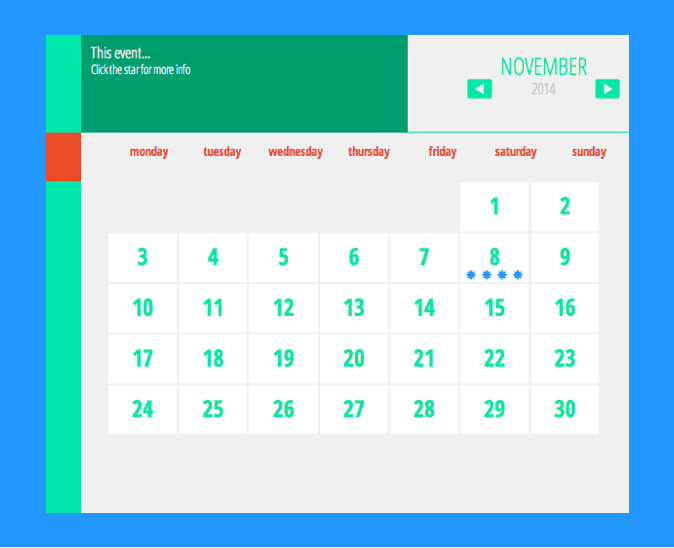 This event...
Click the star for more info
NOVEMBER
2014
monday tuesday wednesday thursday friday saturday sunday
1 2
3 4 5 6 7 8 9
10 11 12 13 14 15 16
17 18 19 20 21 22 23
24 25 26 27 28 29 30